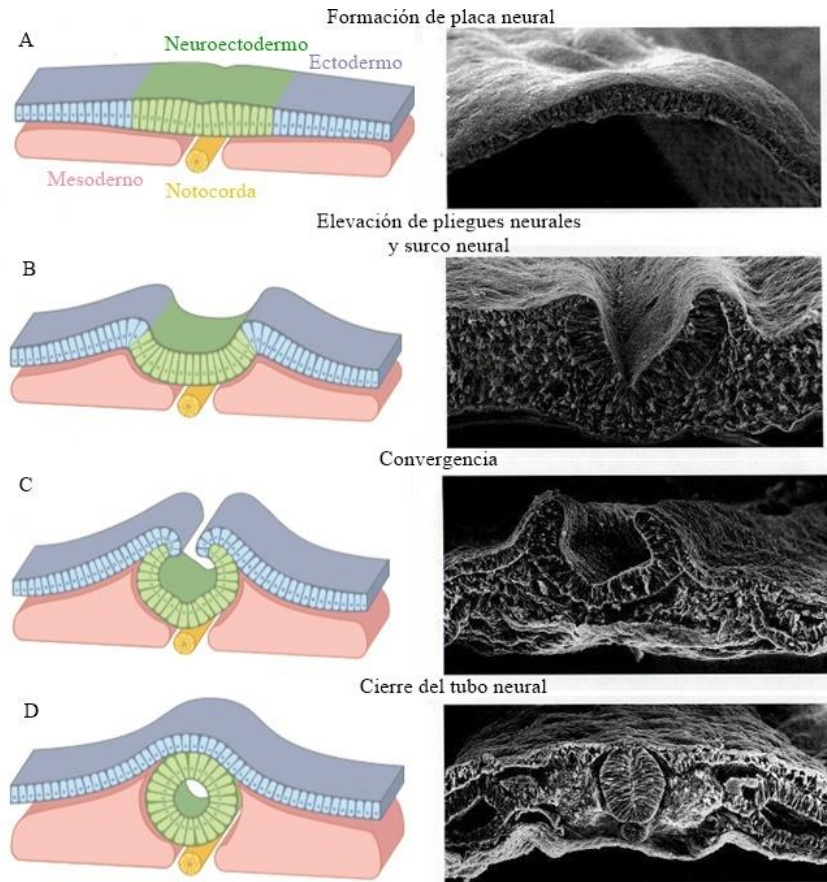 Formación de placa neural
A
Neuroectodermo
Ectodermo
Mesoderno
Notocorda
Elevación de pliegues neurales
y surco neural
B
Convergencia
C
Cierre del tubo neural
D